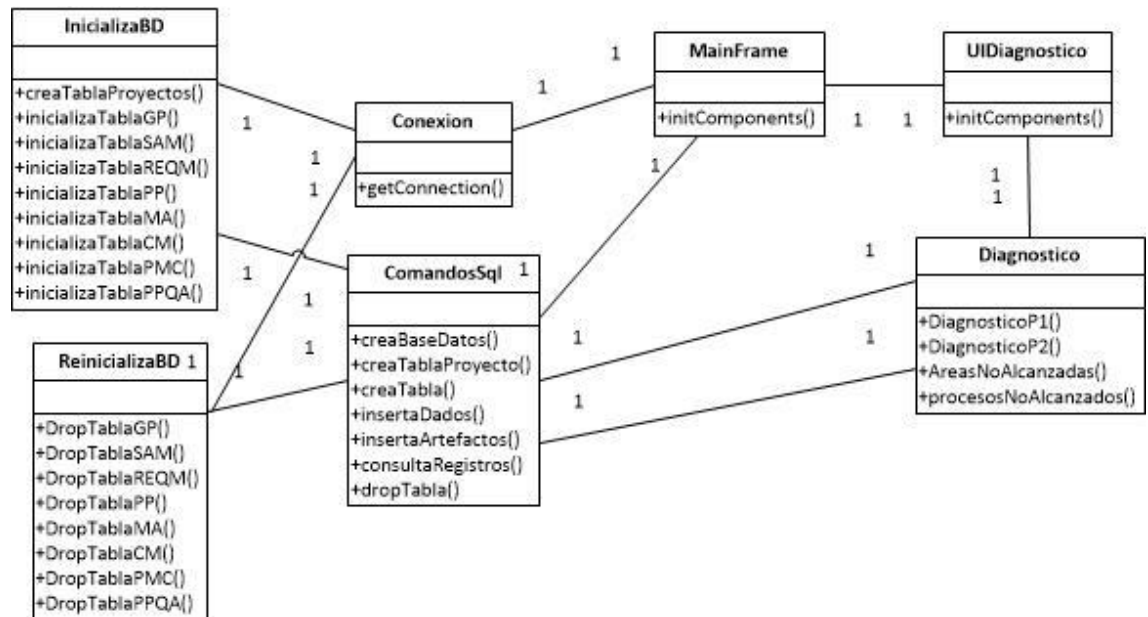 InicializaBD
+creaTablaProyectos()
+inicializaTablaGP()
+inicializaTablaSAM()
+inicializaTablaREQM()
+inicializaTablaPP()
+inicializaTablaMA()
+inicializaTablaCM()
+inicializaTablaPMC()
+inicializaTablaPPQA()
1
1
1
1
1
1
Conexion
+getConnection()
1
1
MainFrame
+initComponents()
1
1
1
UIDiagnostico
+initComponents()
1
1
ReinicializaBD 1
+DropTablaGP()
+DropTablaSAM()
+DropTablaREQM()
+DropTablaPP()
+DropTablaMA()
+DropTablaCM()
+DropTablaPMC()
+DropTablaPPQA()
1
ComandosSql 1
+creaBaseDatos()
+creaTablaProyecto()
+creaTabla()
+insertaDados()
+insertaArtefactos()
+consultaRegistros()
+dropTabla()
1
1
1
1
Diagnostico
+DiagnosticoP1()
+DiagnosticoP2()
+AreasNoAlcanzadas()
+procesosNoAlcanzados()